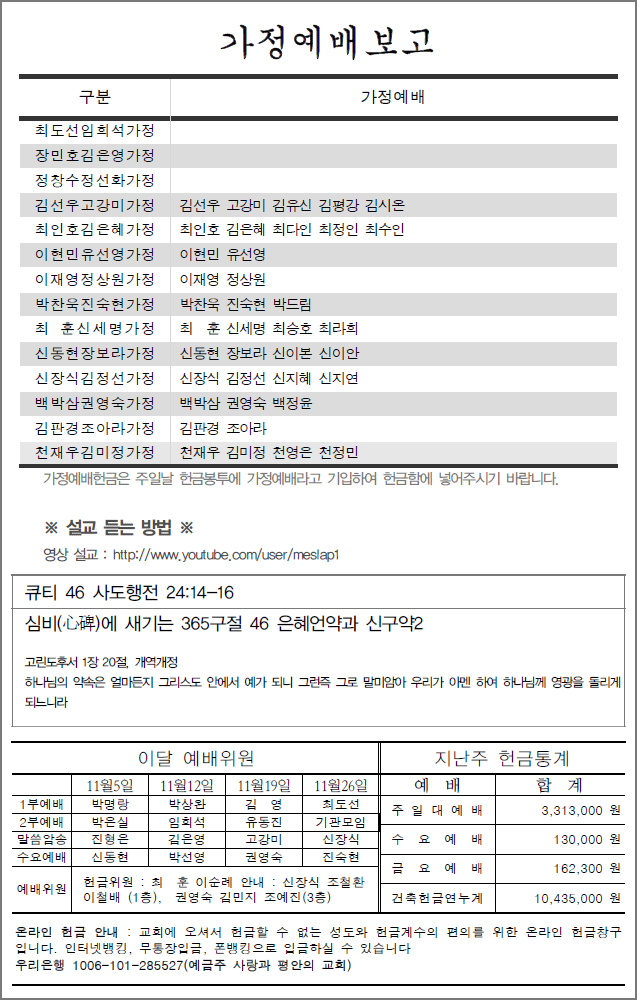 가정예배보고
구분 가정예배
최도선임희석가정
장민호김은영가정
정창수정선화가정
김선우고강미가정 김선우 고강미 김유신 김평강 김시온
최인호김은혜가정 최인호 김은혜 최다인 최정인 최수인
이현민유선영가정 이현민 유선영
이재영정상원가정 이재영 정상원
박찬욱진숙현가정 박찬욱 진숙현 박드림
최 훈신세명가정 최 훈 신세명 최승호 최라희
신동현장보라가정 신동현 장보라 신이본 신이안
신장식김정선가정 신장식 김정선 신지혜 신지연
백박삼권영숙가정 백박삼 권영숙 백정윤
김판경조아라가정 김판경 조아라
천재우김미정가정 천재우 김미정 천영은 천정민
가정예배헌금은 주일날 헌금봉투에 가정예배라고 기입하여 헌금함에 넣어주시기 바랍니다.
※ 설교 듣는 방법 ※
영상 설교 : http://www.youtube.com/user/meslap1
큐티 46 사도행전 24:14-16
심비(心碑)에 새기는 365구절 46 은혜언약과 신구약2
고린도후서 1장 20절, 개역개정
하나님의 약속은 얼마든지 그리스도 안에서 예가 되니 그런즉 그로 말미암아 우리가 아멘 하여 하나님께 영광을 돌리게
되느니라
이달 예배위원
11월5일 11월12일 11월19일 11월26일
1부예배 박명랑 박상완 김 영 최도선
2부예배 박은실 임희석 유동진 기관모임
말씀암송 진형은 김은영 고강미 신장식
수요예배 신동현 박선영 권영숙 진숙현
예배위원 헌금위원 : 최 훈 이순례 안내 : 신장식 조철환
이철배 (1층), 권영숙 김민지 조예진(3층)
지난주 헌금통계
예 배 합 계
주 일 대 예 배 3,313,000 원
수 요 예 배 130,000 원
금 요 예 배 162,300 원
건축헌금연누계 10,435,000 원
온라인 헌금 안내 : 교회에 오셔서 헌금할 수 없는 성도와 헌금계수의 편의를 위한 온라인 헌금창구
입니다. 인터넷뱅킹, 무통장입금, 폰뱅킹으로 입금하실 수 있습니다
우리은행 1006-101-285527(예금주 사랑과 평안의 교회)